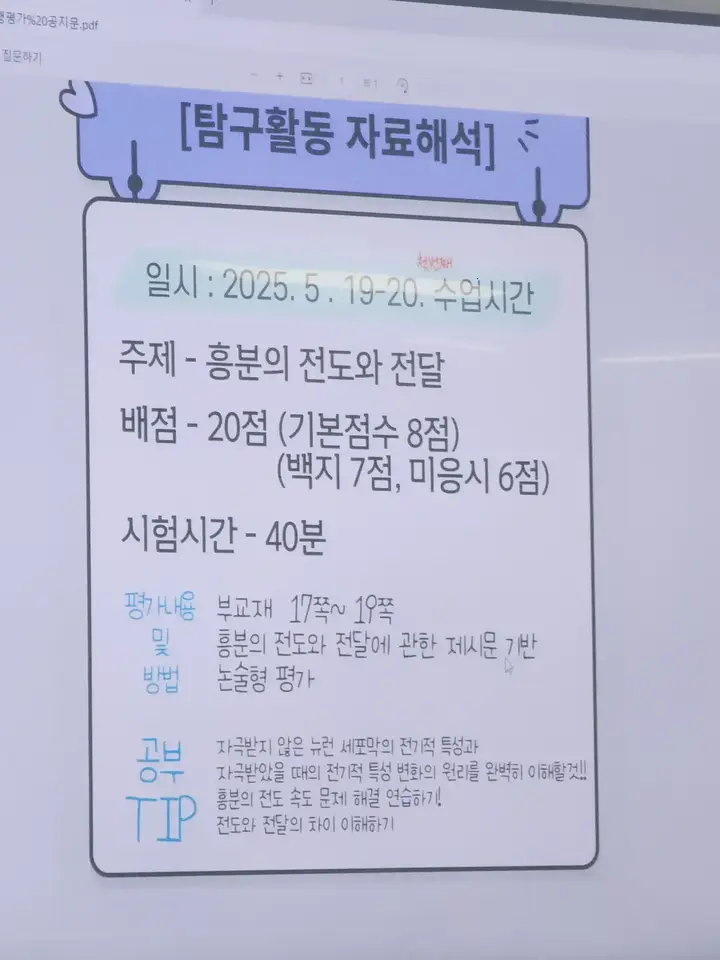 행평가%20공지문.pdf
질문하기
[탐구활동 자료해석]
첫번째
일시 : 2025. 5 . 19-20. 수업시간
주제 - 흥분의 전도와 전달
배점 - 20점 (기본점수 8점)
(백지 7점, 미응시 6점)
시험시간 - 40분
평가내용 부교재 17쪽~ 19쪽
및 흥분의 전도와 전달에 관한 제시문 기반
방법 논술형 평가
공부 자극받지 않은 뉴런 세포막의 전기적 특성과
자극받았을 때의 전기적 특성 변화의 원리를 완벽히 이해할것!!
TIP 흥분의 전도 속도 문제 해결 연습하기!
전도와 전달의 차이 이해하기